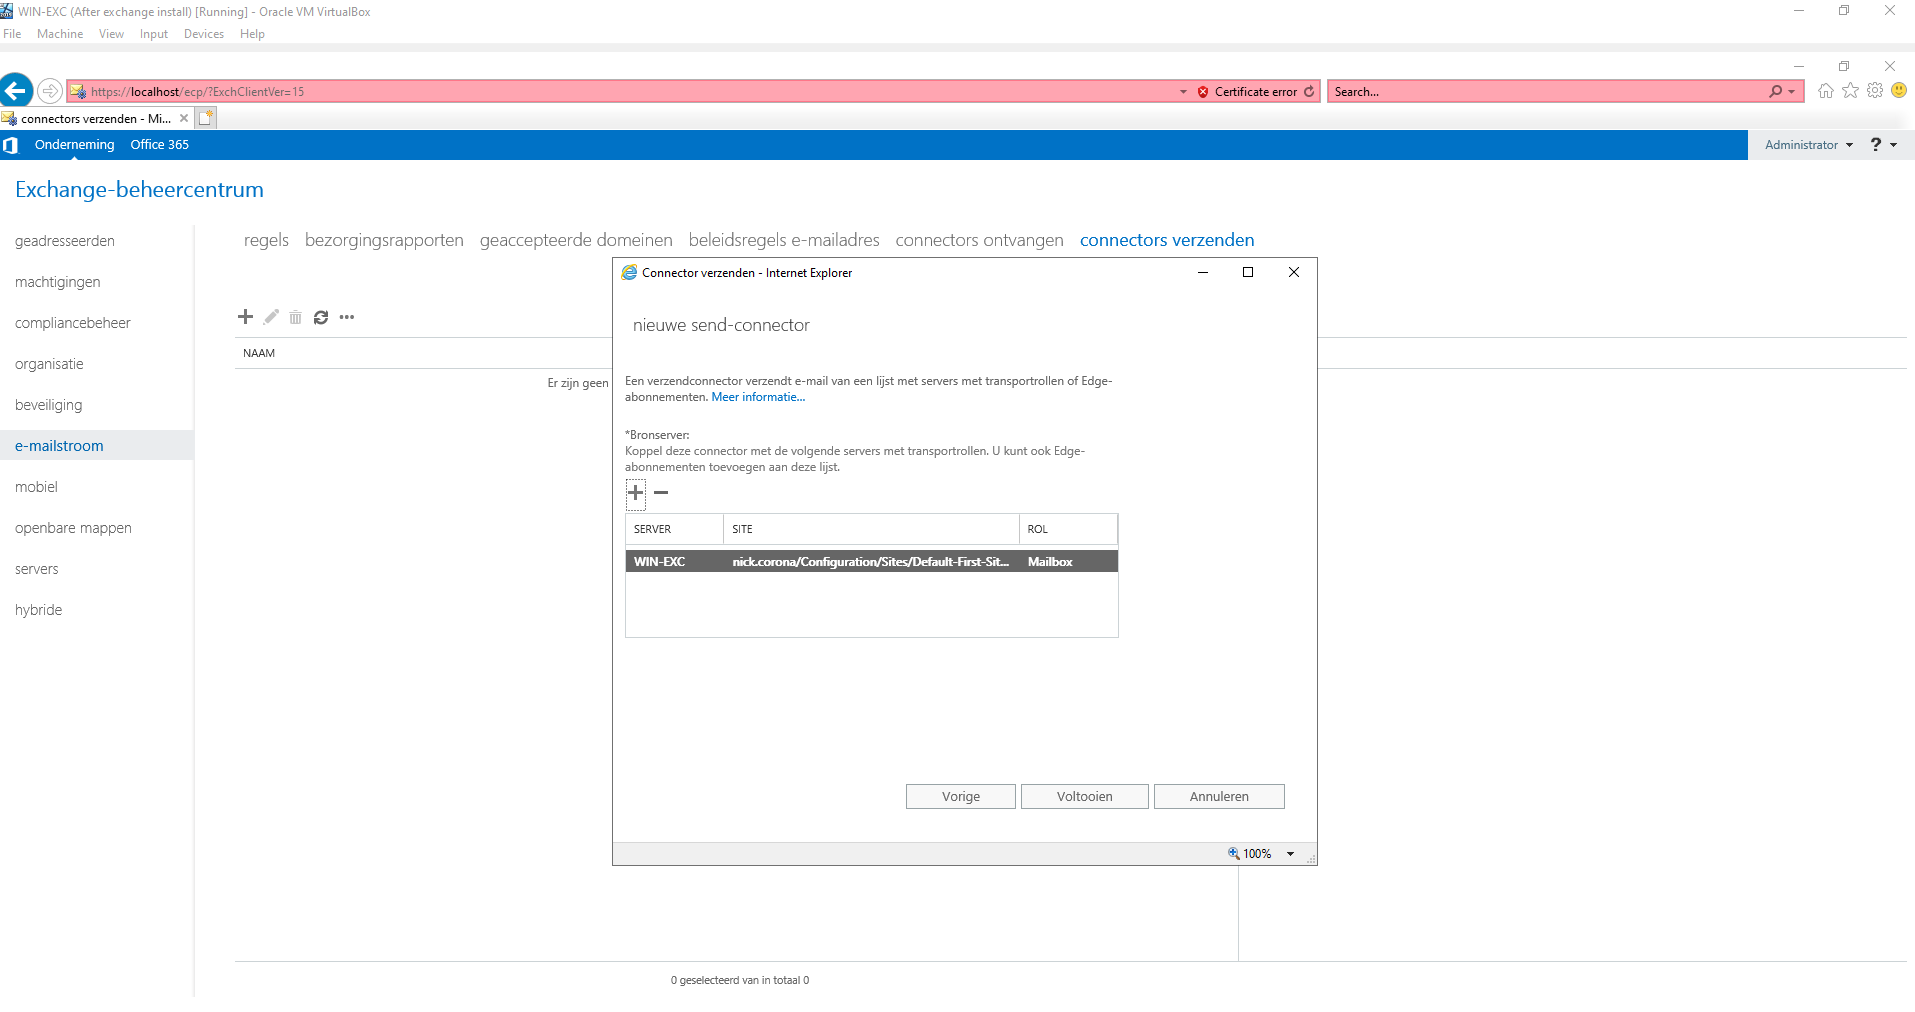 WIN-EXC (After exchange install) [Running] - Oracle VM VirtualBox
File Machine View Input Devices Help
https://localhost/ecp/?ExchClientVer=15
Certificate error
Search...
connectors verzenden - Mi...
Onderneming Office 365
Administrator ?
Exchange-beheercentrum
geadresseerden
machtigingen
compliancebeheer
organisatie
beveiliging
e-mailstroom
mobiel
openbare mappen
servers
hybride
regels bezorgingsrapporten geaccepteerde domeinen beleidsregels e-mailadres connectors ontvangen connectors verzenden
NAAM
Er zijn geen
Connector verzenden - Internet Explorer
nieuwe send-connector
Een verzendconnector verzendt e-mail van een lijst met servers met transportrollen of Edge-
abonnementen. Meer informatie...
*Bronserver:
Koppel deze connector met de volgende servers met transportrollen. U kunt ook Edge-
abonnementen toevoegen aan deze lijst.
SERVER SITE ROL
WIN-EXC nick.corona/Configuration/Sites/Default-First-Sit... Mailbox
Vorige Voltooien Annuleren
100%
0 geselecteerd van in totaal 0